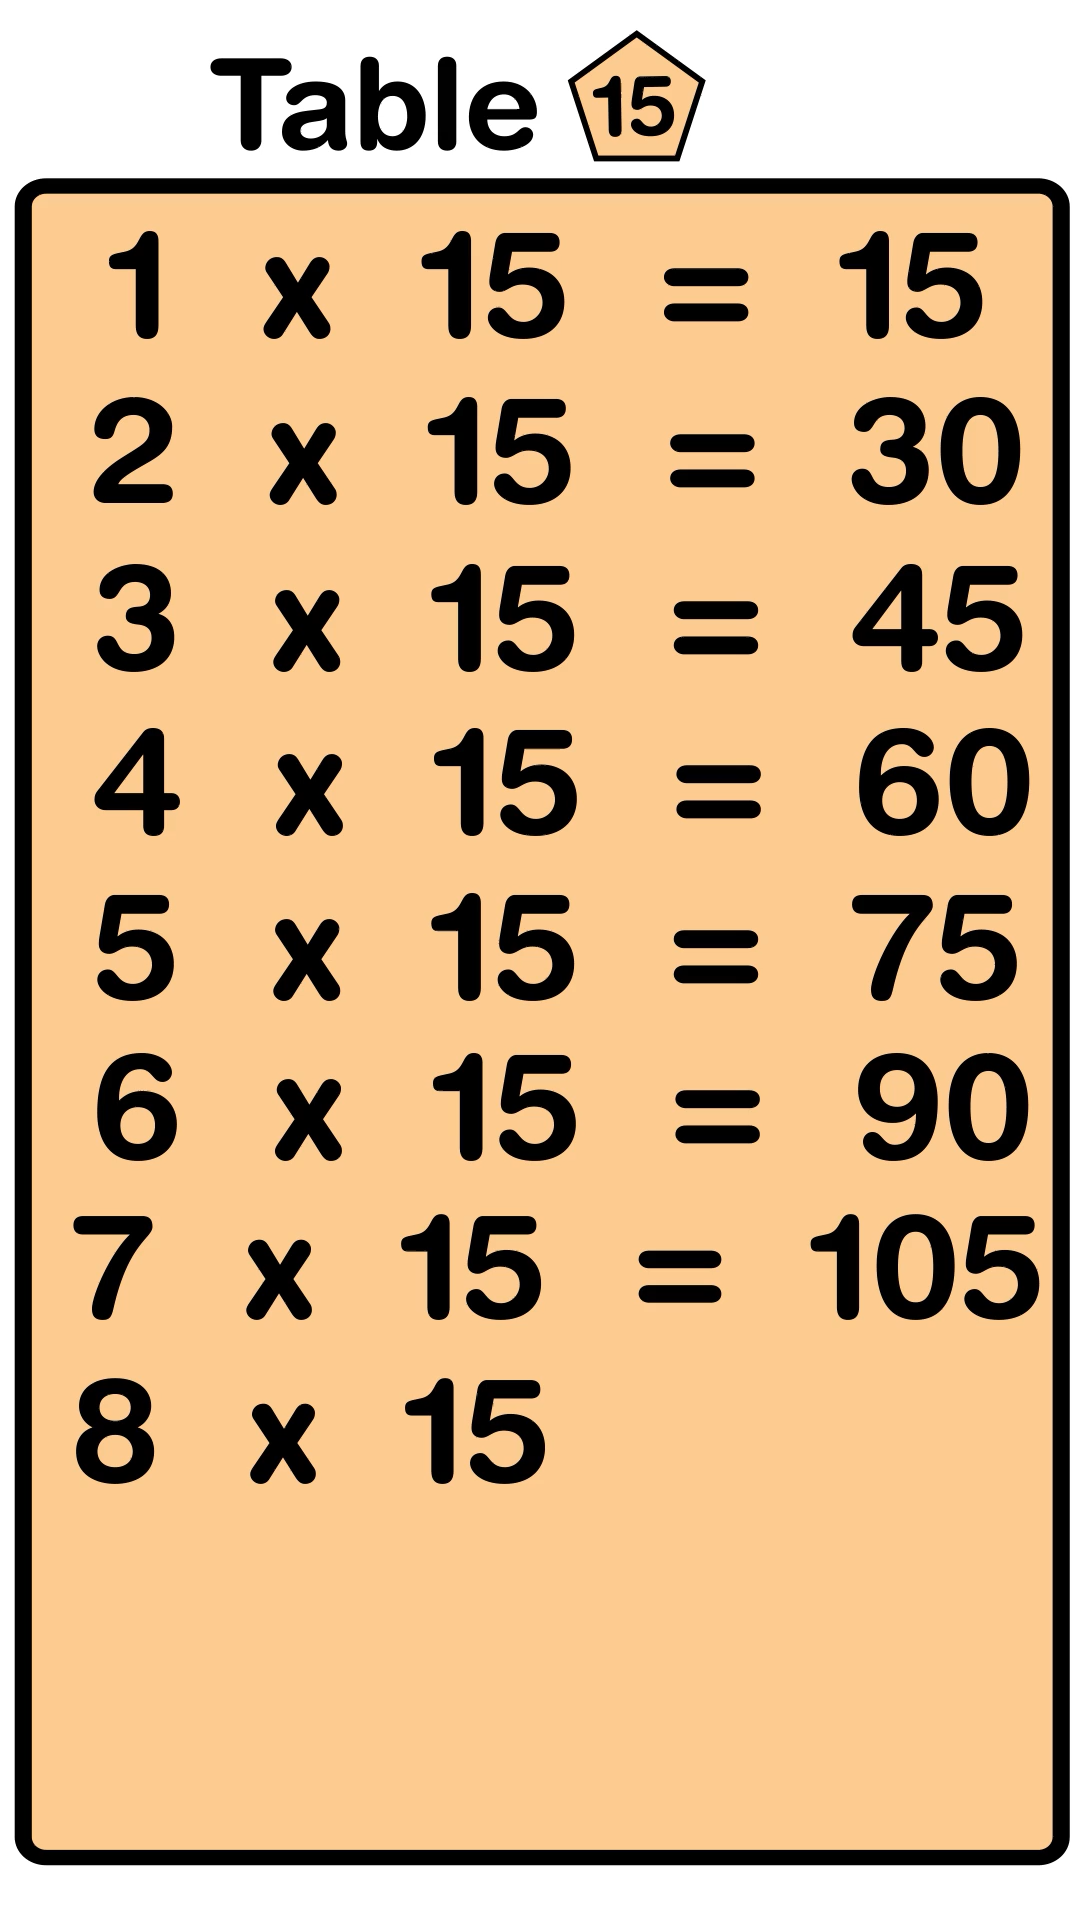 Table 15
1 x 15 = 15
2 x 15 = 30
3 x 15 = 45
4 x 15 = 60
5 x 15 = 75
6 x 15 = 90
7 x 15 = 105
8 x 15